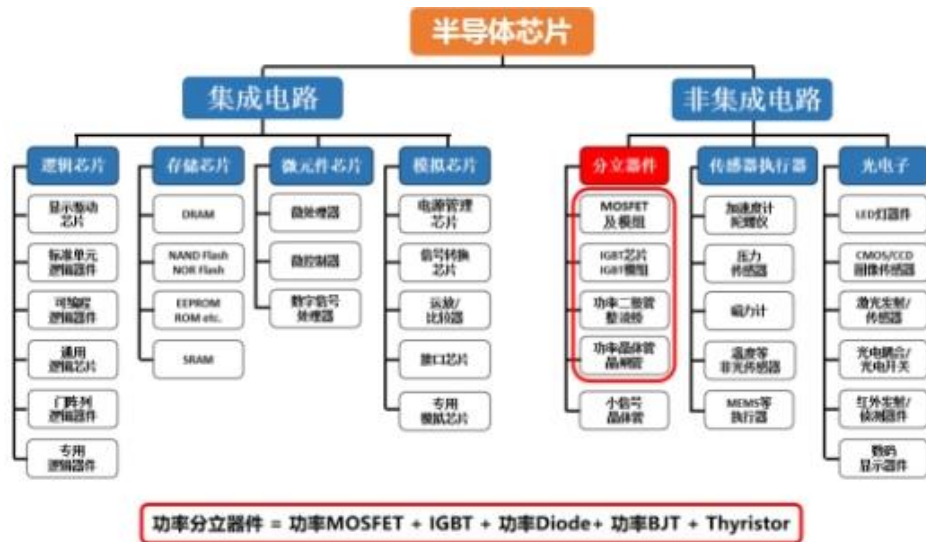 半导体芯片
集成电路
非集成电路
逻辑芯片
存储芯片
微元件芯片
模拟芯片
分立器件
传感器执行器
光电子
显示驱动
芯片
标准单元
逻辑器件
可编程
逻辑器件
通用
逻辑芯片
门阵列
逻辑器件
专用
逻辑器件
DRAM
NAND Flash
NOR Flash
EEPROM
ROM etc.
SRAM
微处理器
微控制器
数字信号
处理器
电源管理
芯片
信号转换
芯片
运放/
比较器
接口芯片
专用
模拟芯片
MOSFET
及模组
IGBT芯片
IGBT模组
功率二极管
整流桥
功率晶体管
晶闸管
小信号
晶体管
加速度计
陀螺仪
压力
传感器
磁力计
温度等
非光传感器
MEMS等
执行器
LED灯器件
CMOS/CCD
图像传感器
激光发射/
传感器
光电耦合/
光电开关
红外发射/
侦测器件
数码
显示器件
功率分立器件 = 功率MOSFET + IGBT + 功率Diode+ 功率BJT + Thyristor